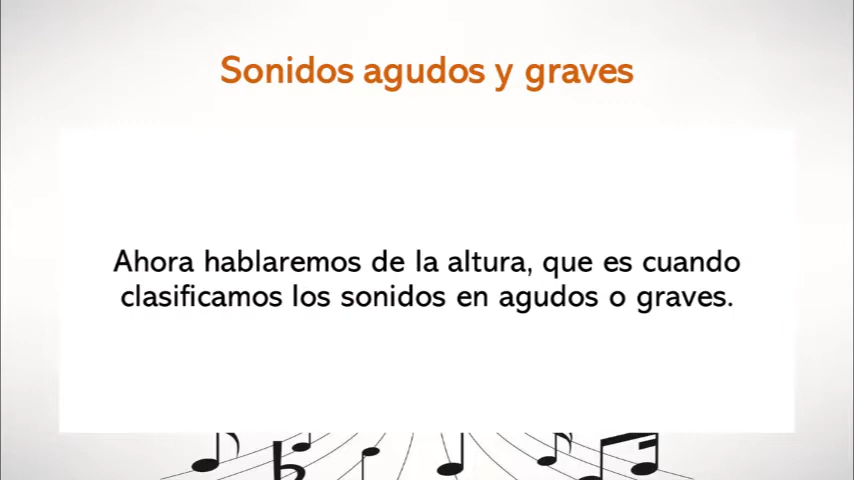 Sonidos agudos y graves
Ahora hablaremos de la altura, que es cuando
clasificamos los sonidos en agudos o graves.